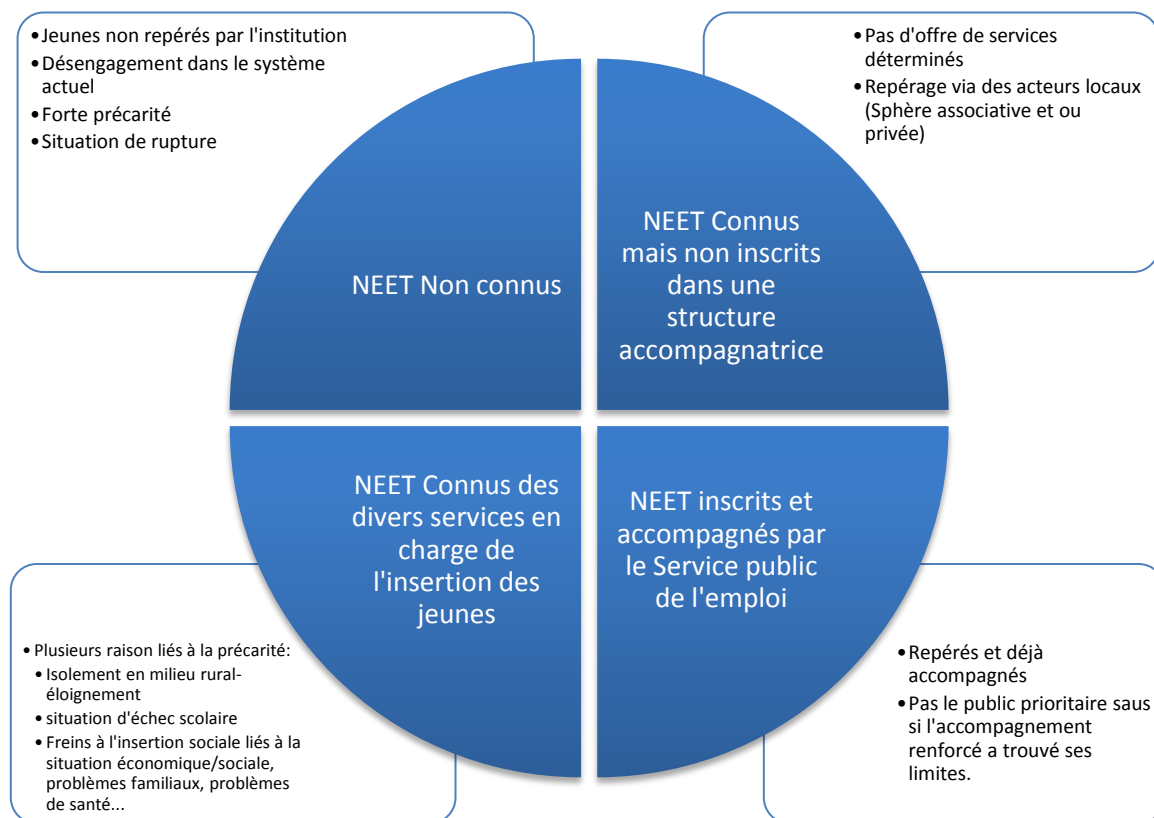 •Jeunes non repérés par l'institution
•Désengagement dans le système
actuel
•Forte précarité
•Situation de rupture
•Pas d'offre de services
déterminés
•Repérage via des acteurs locaux
(Sphère associative et ou
privée)
NEET Non connus
NEET Connus
mais non inscrits
dans une
structure
accompagnatrice
NEET Connus des
divers services en
charge de
l'insertion des
jeunes
NEET inscrits et
accompagnés par
le Service public
de l'emploi
•Plusieurs raison liés à la précarité:
•Isolement en milieu rural-
éloignement
•situation d'échec scolaire
•Freins à l'insertion sociale liés à la
situation économique/sociale,
problèmes familiaux, problèmes
de santé...
•Repérés et déjà
accompagnés
•Pas le public prioritaire saus
si l'accompagnement
renforcé a trouvé ses
limites.